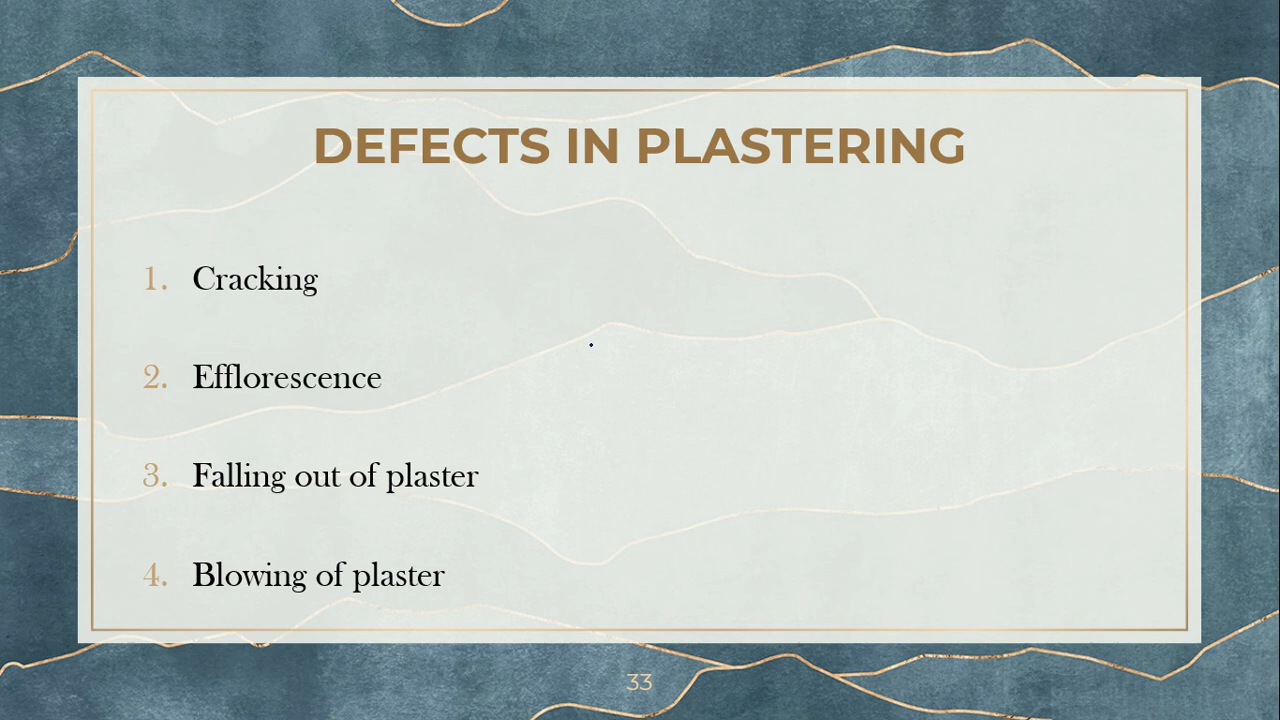 DEFECTS IN PLASTERING
1. Cracking
2. Efflorescence
3. Falling out of plaster
4. Blowing of plaster
33